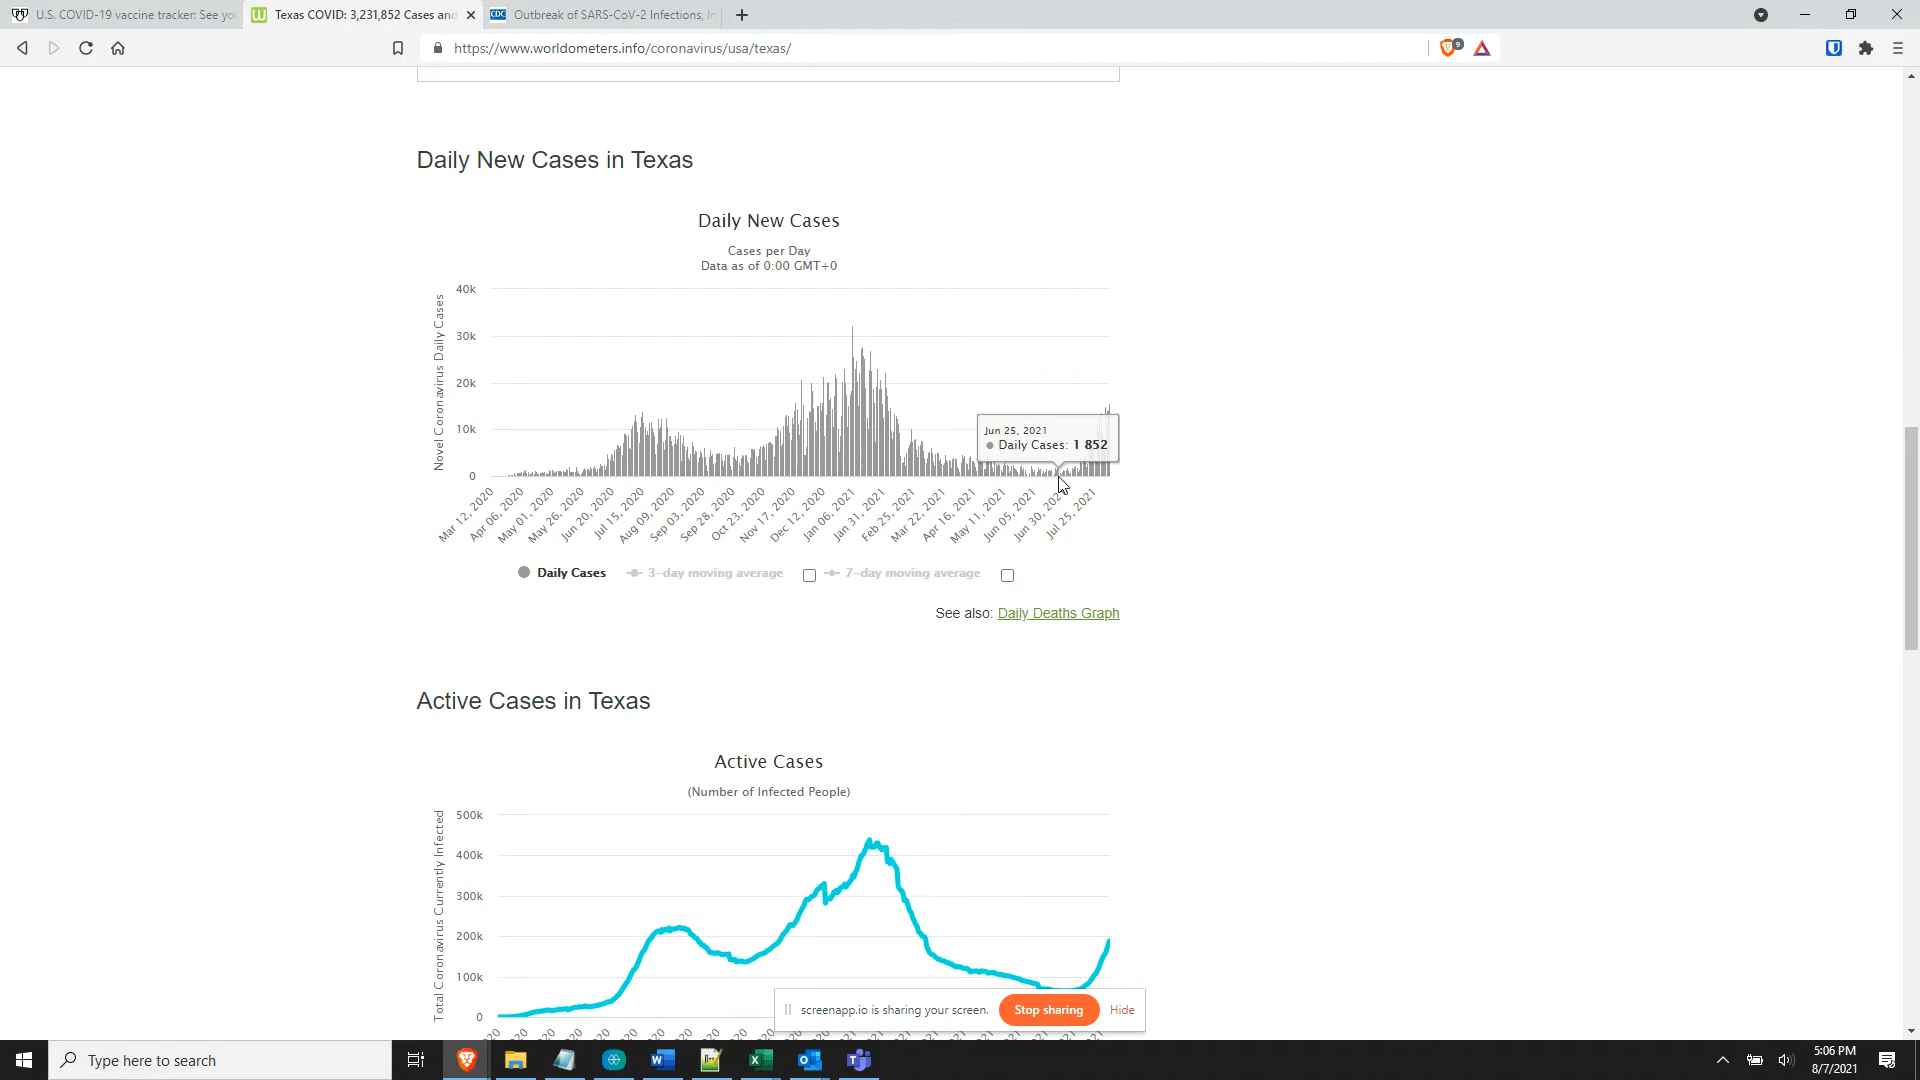 U.S. COVID-19 vaccine tracker: See yo
Texas COVID: 3,231,852 Cases and
CDC
Outbreak of SARS-CoV-2 Infections, In
https://www.worldometers.info/coronavirus/usa/texas/
9
Daily New Cases in Texas
Daily New Cases
Cases per Day
Data as of 0:00 GMT+0
Novel Coronavirus Daily Cases
40k
30k
20k
10k
0
Jun 25, 2021
Daily Cases: 1 852
Mar 12, 2020
Apr 06, 2020
May 01, 2020
May 26, 2020
Jun 20, 2020
Jul 15, 2020
Aug 09, 2020
Sep 03, 2020
Sep 28, 2020
Oct 23, 2020
Nov 17, 2020
Dec 12, 2020
Jan 06, 2021
Jan 31, 2021
Feb 25, 2021
Mar 22, 2021
Apr 16, 2021
May 11, 2021
Jun 05, 2021
Jun 30, 2021
Jul 25, 2021
Daily Cases
3-day moving average
7-day moving average
See also: Daily Deaths Graph
Active Cases in Texas
Active Cases
(Number of Infected People)
Total Coronavirus Currently Infected
500k
400k
300k
200k
100k
0
screenapp.io is sharing your screen.
Stop sharing
Hide
Type here to search
5:06 PM
8/7/2021